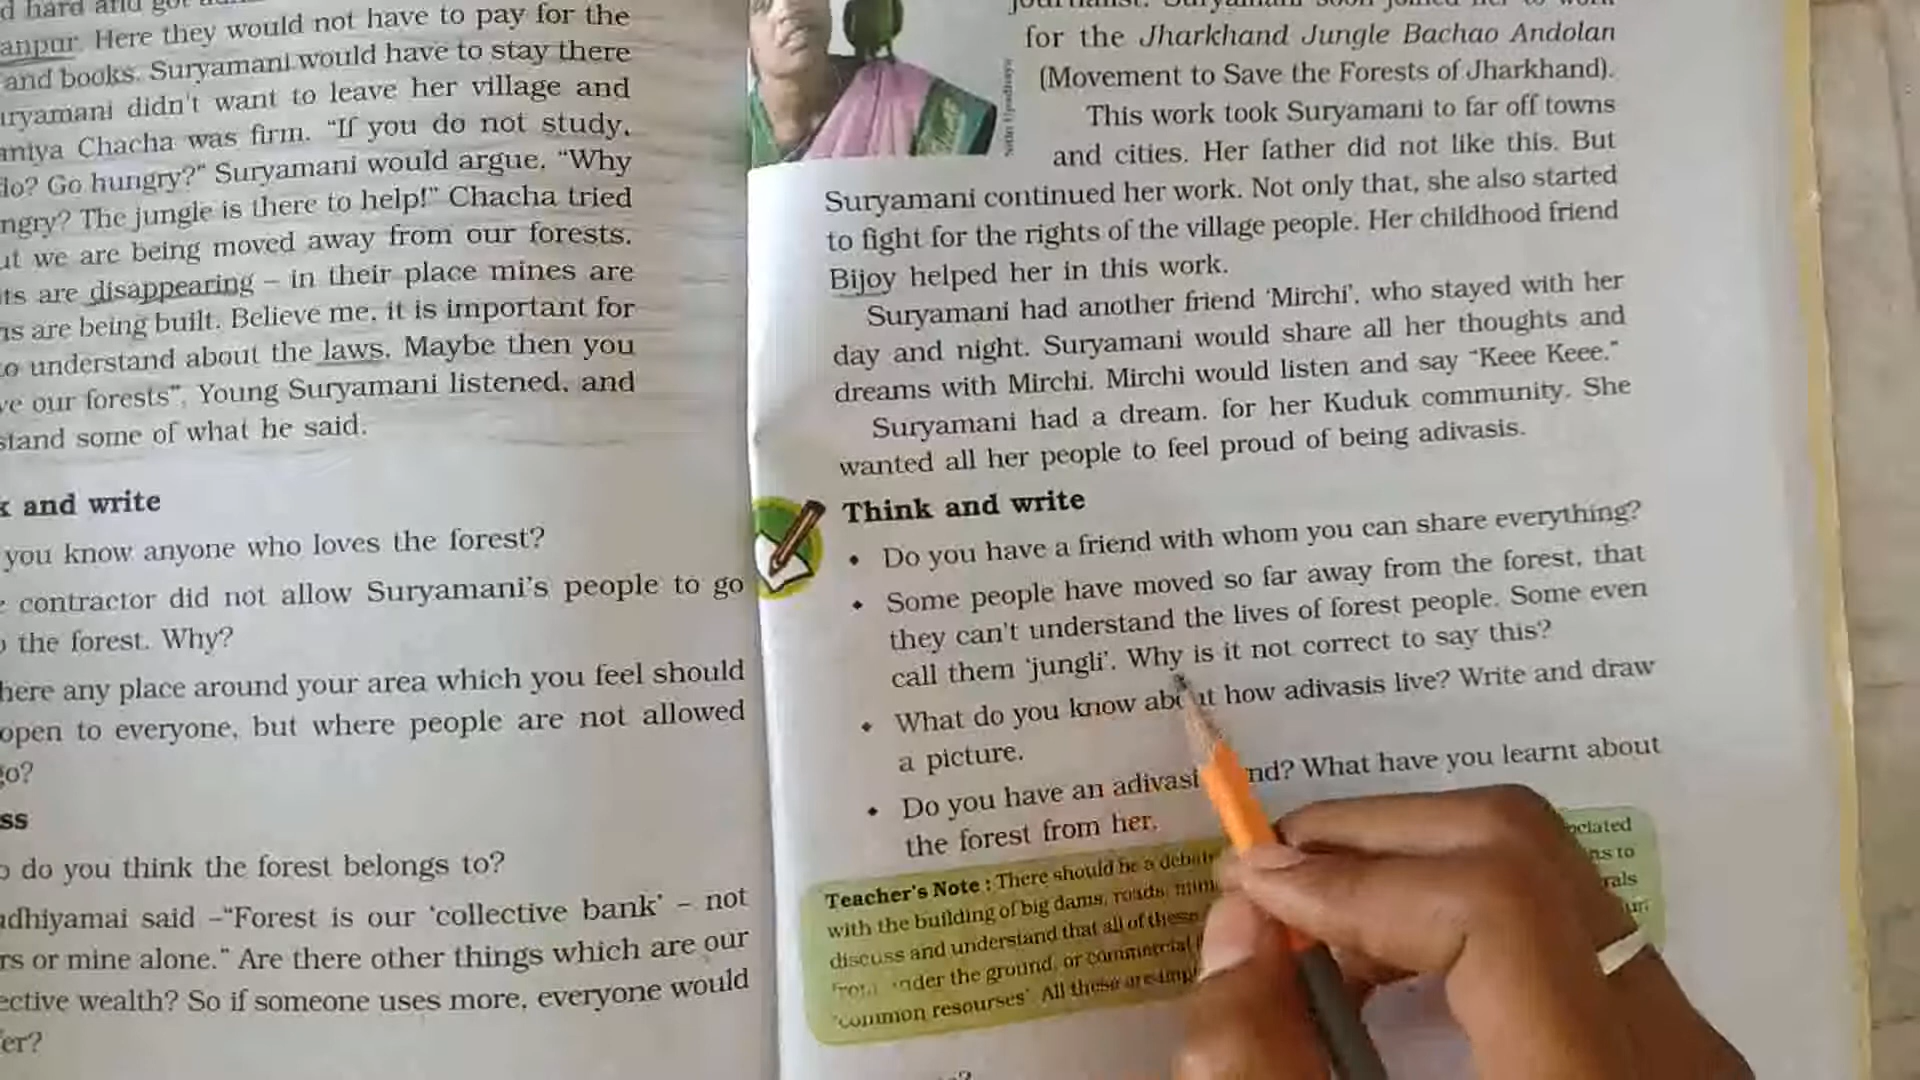 d hard and got
anpur. Here they would not have to pay for the
and books. Suryamani would have to stay there
uryamani didn't want to leave her village and
aniya Chacha was firm. "If you do not study,
do? Go hungry?" Suryamani would argue, "Why
ngry? The jungle is there to help!" Chacha tried
ut we are being moved away from our forests.
ts are disappearing – in their place mines are
ns are being built. Believe me, it is important for
to understand about the laws. Maybe then you
ve our forests". Young Suryamani listened, and
stand some of what he said.
k and write
you know anyone who loves the forest?
e contractor did not allow Suryamani's people to go
o the forest. Why?
here any place around your area which you feel should
open to everyone, but where people are not allowed
go?
ss
o do you think the forest belongs to?
adhiyamai said –"Forest is our 'collective bank' – not
rs or mine alone." Are there other things which are our
ective wealth? So if someone uses more, everyone would
er?
journalist. Suryamani soon joined her to work
for the Jharkhand Jungle Bachao Andolan
(Movement to Save the Forests of Jharkhand).
This work took Suryamani to far off towns
and cities. Her father did not like this. But
Suryamani continued her work. Not only that, she also started
to fight for the rights of the village people. Her childhood friend
Bijoy helped her in this work.
Suryamani had another friend 'Mirchi', who stayed with her
day and night. Suryamani would share all her thoughts and
dreams with Mirchi. Mirchi would listen and say "Keee Keee."
Suryamani had a dream. for her Kuduk community. She
wanted all her people to feel proud of being adivasis.
Think and write
• Do you have a friend with whom you can share everything?
• Some people have moved so far away from the forest, that
they can't understand the lives of forest people. Some even
call them 'jungli'. Why is it not correct to say this?
• What do you know about how adivasis live? Write and draw
a picture.
• Do you have an adivasi nd? What have you learnt about
the forest from her.
Teacher's Note : There should be a debate ociated
with the building of big dams, roads, ns to
discuss and understand that all of these rals
under the ground, or commercial
'common resourses'. All these are